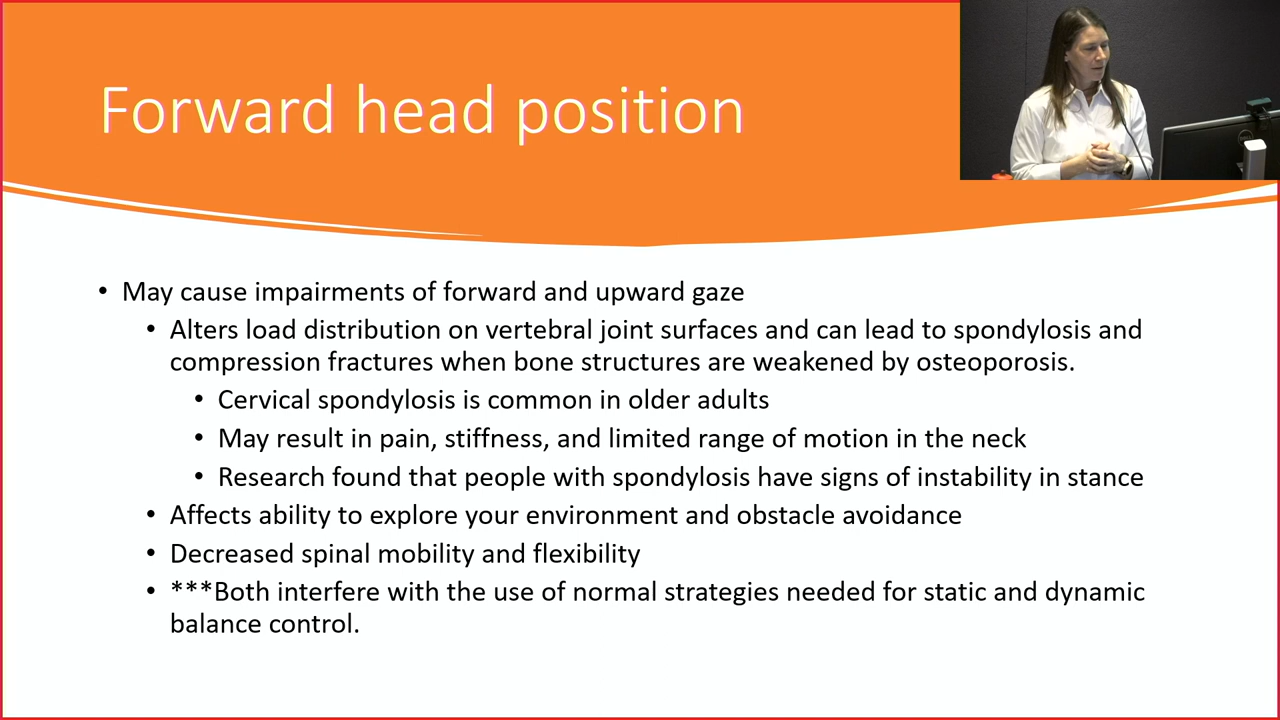 Forward head position
• May cause impairments of forward and upward gaze
• Alters load distribution on vertebral joint surfaces and can lead to spondylosis and
compression fractures when bone structures are weakened by osteoporosis.
• Cervical spondylosis is common in older adults
• May result in pain, stiffness, and limited range of motion in the neck
• Research found that people with spondylosis have signs of instability in stance
• Affects ability to explore your environment and obstacle avoidance
• Decreased spinal mobility and flexibility
• ***Both interfere with the use of normal strategies needed for static and dynamic
balance control.